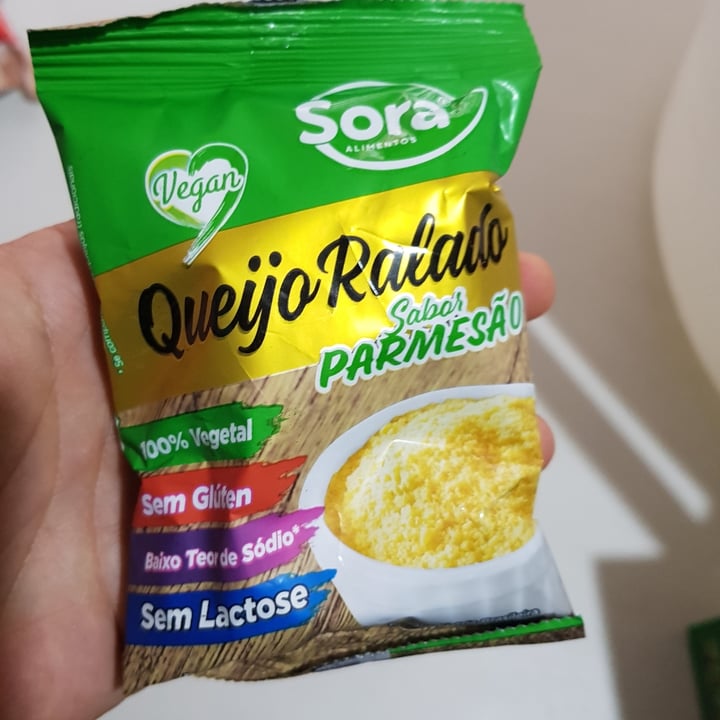 Sora
ALIMENTOS
Vegan
Queijo Ralado
Sabor
PARMESÃO
100% Vegetal
Sem Glúten
Baixo Teor de Sódio*
Sem Lactose